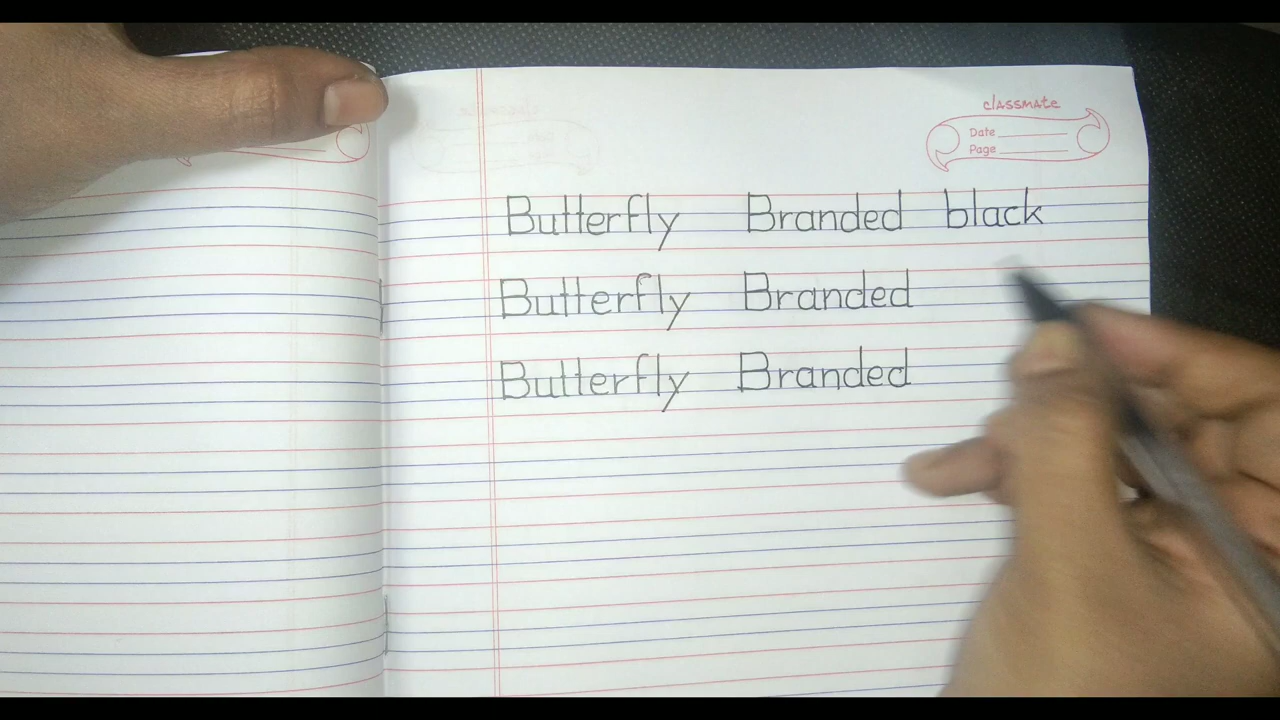 classmate
Date
Page
Butterfly Branded black
Butterfly Branded
Butterfly Branded